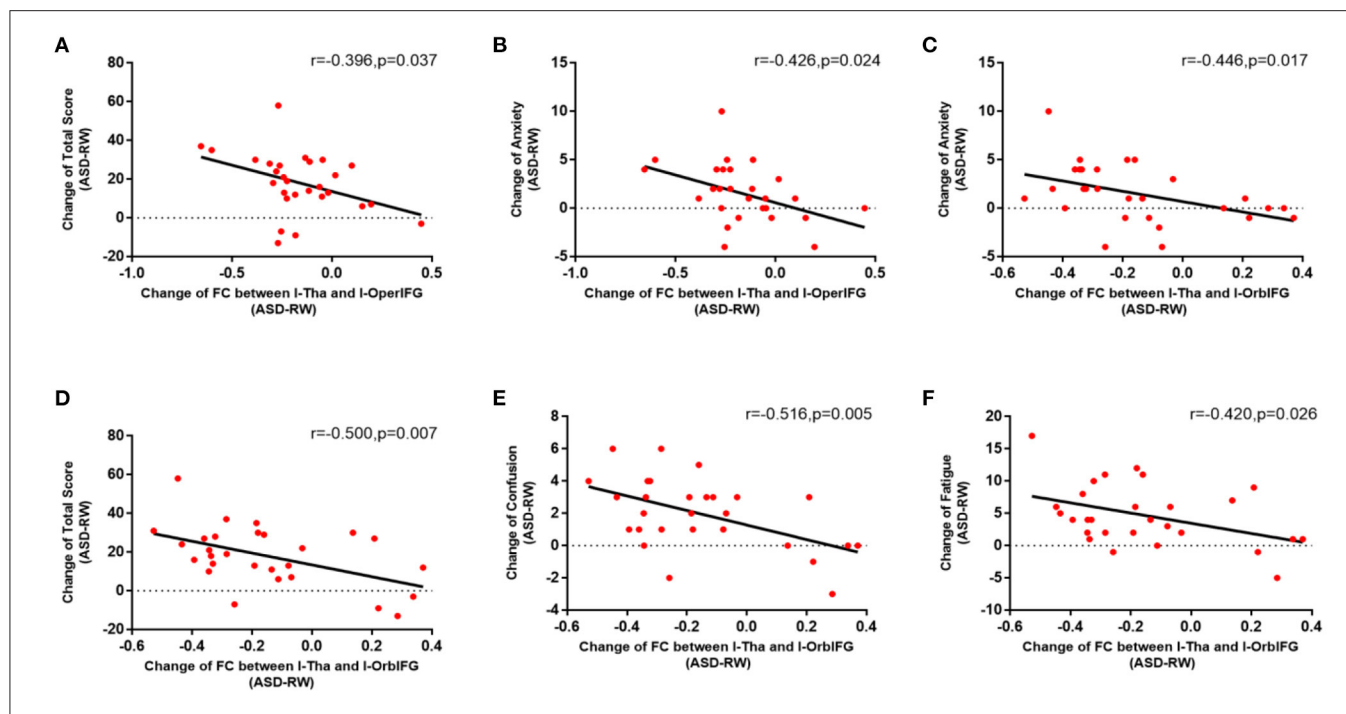 A
r=-0.396,p=0.037
Change of Total Score
(ASD-RW)
80
60
40
20
0
-20
-1.0
-0.5
0.0
0.5
Change of FC between l-Tha and l-OperIFG
(ASD-RW)
B
r=-0.426,p=0.024
Change of Anxiety
(ASD-RW)
15
10
5
0
-5
-1.0
-0.5
0.0
0.5
Change of FC between l-Tha and l-OperIFG
(ASD-RW)
C
r=-0.446,p=0.017
Change of Anxiety
(ASD-RW)
15
10
5
0
-5
-0.6
-0.4
-0.2
0.0
0.2
0.4
Change of FC between l-Tha and l-OrbIFG
(ASD-RW)
D
r=-0.500,p=0.007
Change of Total Score
(ASD-RW)
80
60
40
20
0
-20
-0.6
-0.4
-0.2
0.0
0.2
0.4
Change of FC between l-Tha and l-OrbIFG
(ASD-RW)
E
r=-0.516,p=0.005
Change of Confusion
(ASD-RW)
8
6
4
2
0
-2
-4
-0.6
-0.4
-0.2
0.0
0.2
0.4
Change of FC between l-Tha and l-OrbIFG
(ASD-RW)
F
r=-0.420,p=0.026
Change of Fatigue
(ASD-RW)
20
15
10
5
0
-5
-10
-0.6
-0.4
-0.2
0.0
0.2
0.4
Change of FC between l-Tha and l-OrbIFG
(ASD-RW)